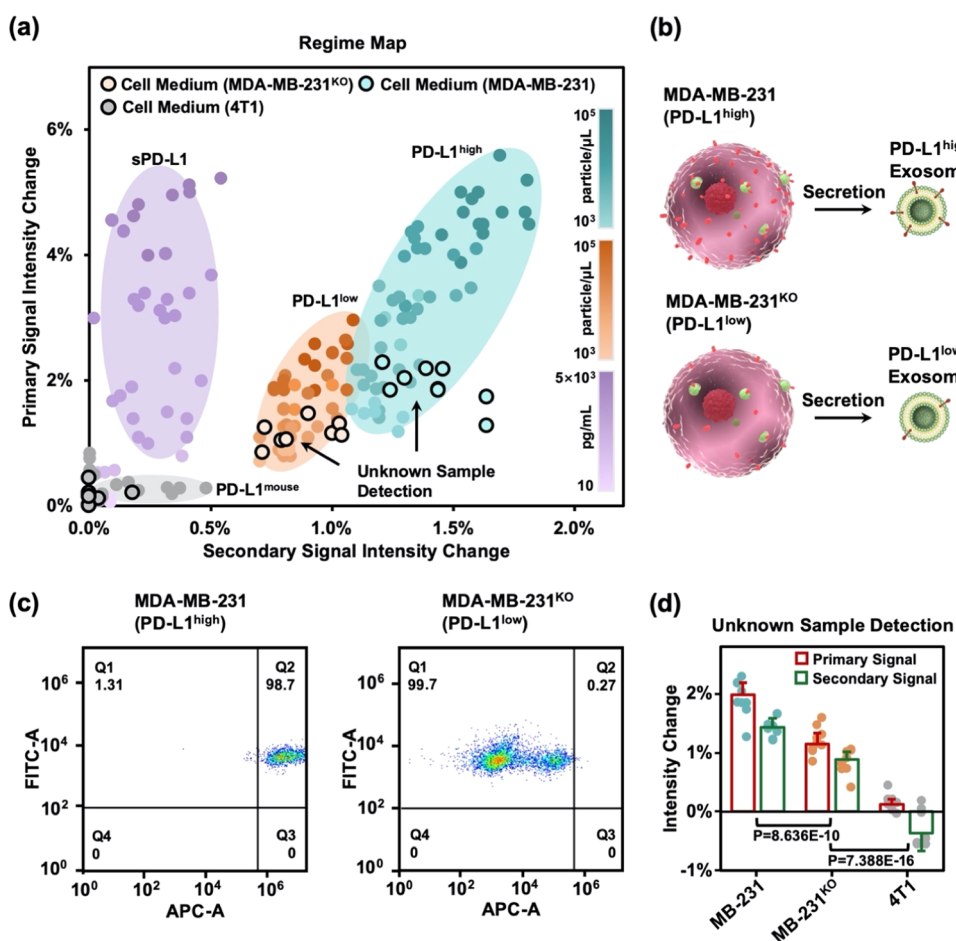 (a)
Regime Map
Cell Medium (MDA-MB-231KO)
Cell Medium (MDA-MB-231)
Cell Medium (4T1)
6%
4%
2%
0%
Primary Signal Intensity Change
sPD-L1
PD-L1high
PD-L1low
PD-L1mouse
Unknown Sample
Detection
105
particle/μL
103
105
particle/μL
103
5×103
pg/mL
10
0.0%
0.5%
1.0%
1.5%
2.0%
Secondary Signal Intensity Change
(b)
MDA-MB-231
(PD-L1high)
Secretion
PD-L1hig
Exosom
MDA-MB-231KO
(PD-L1low)
Secretion
PD-L1low
Exosom
(c)
MDA-MB-231
(PD-L1high)
Q1
1.31
Q2
98.7
Q4
0
Q3
0
106
104
102
100
FITC-A
100
102
104
106
APC-A
MDA-MB-231KO
(PD-L1low)
Q1
99.7
Q2
0.27
Q4
0
Q3
0
106
104
102
100
FITC-A
100
102
104
106
APC-A
(d)
Unknown Sample Detection
Primary Signal
Secondary Signal
2%
1%
0%
-1%
Intensity Change
P=8.636E-10
P=7.388E-16
MB-231
MB-231KO
4T1